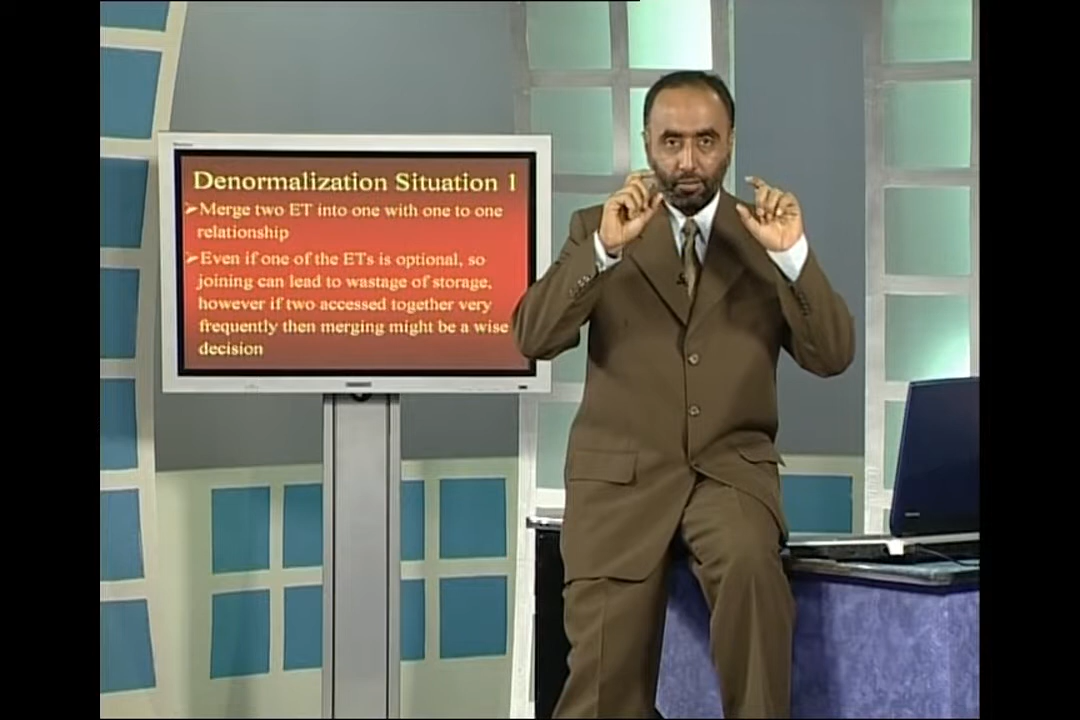 Denormalization Situation 1
➢Merge two ET into one with one to one
relationship
➢Even if one of the ETs is optional, so
joining can lead to wastage of storage,
however if two accessed together very
frequently then merging might be a wise
decision